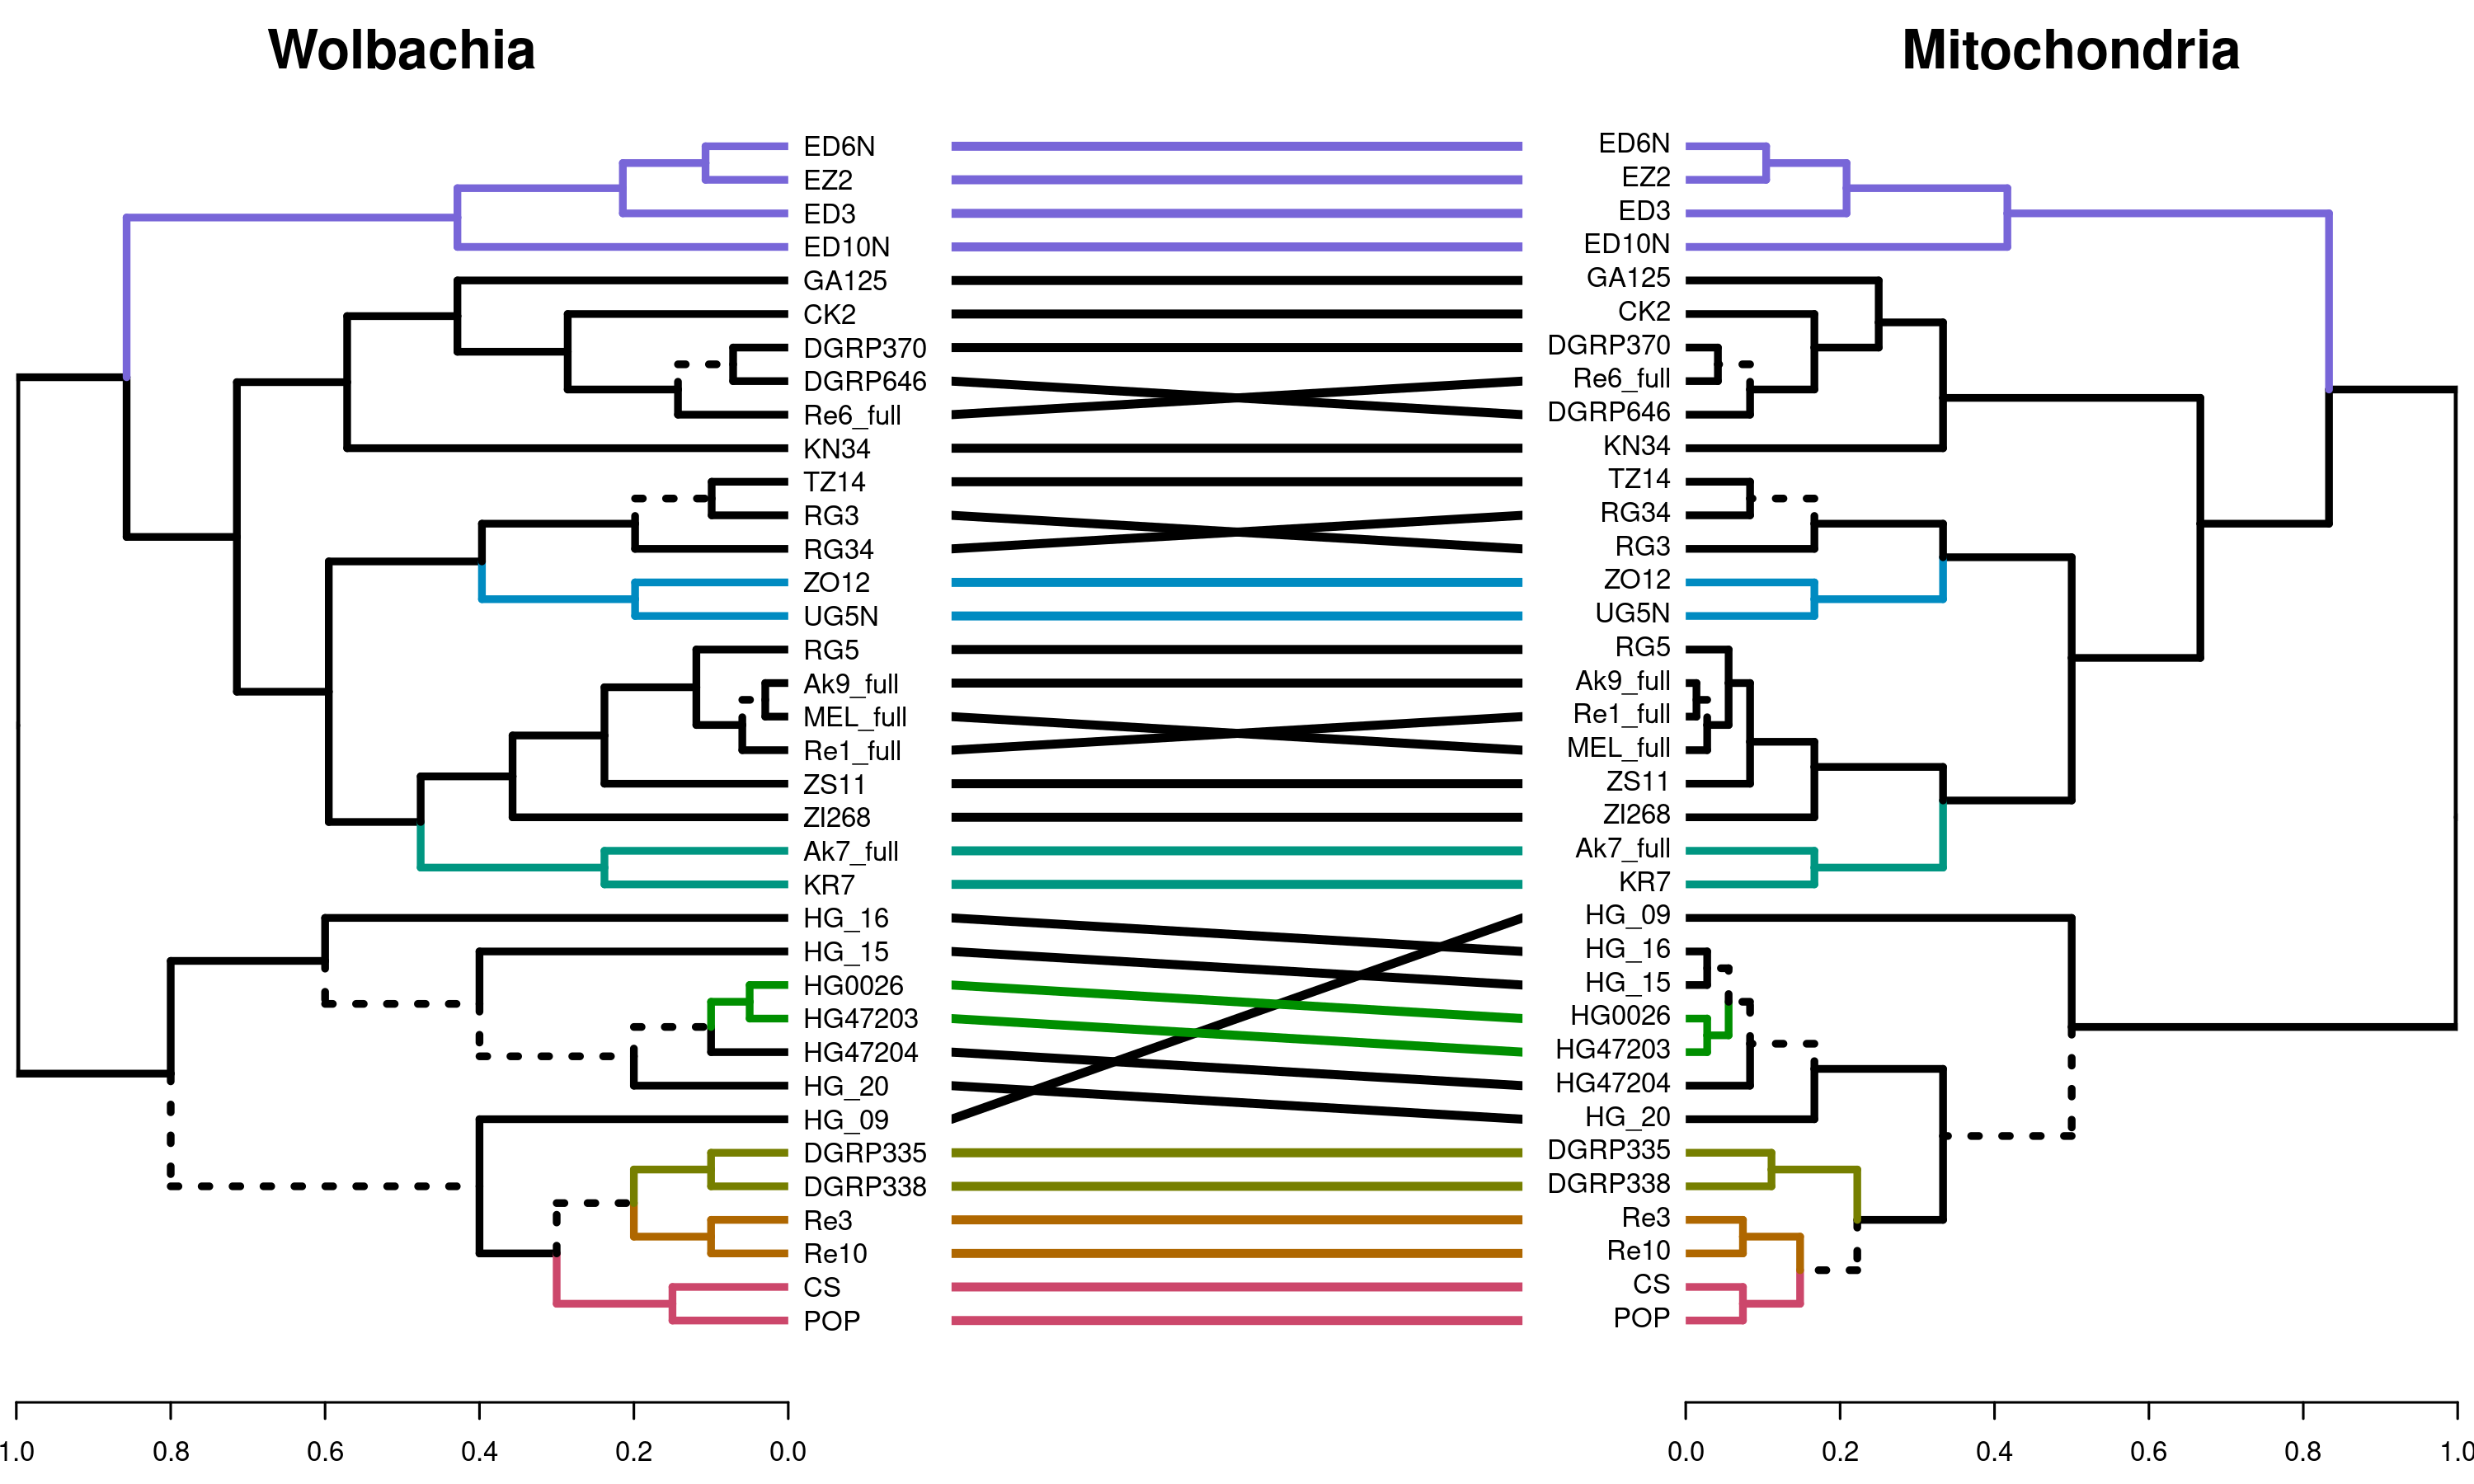 Wolbachia
Mitochondria
ED6N
EZ2
ED3
ED10N
GA125
CK2
DGRP370
DGRP646
Re6_full
KN34
TZ14
RG3
RG34
ZO12
UG5N
RG5
Ak9_full
MEL_full
Re1_full
ZS11
ZI268
Ak7_full
KR7
HG_16
HG_15
HG0026
HG47203
HG47204
HG_20
HG_09
DGRP335
DGRP338
Re3
Re10
CS
POP
ED6N
EZ2
ED3
ED10N
GA125
CK2
DGRP370
Re6_full
DGRP646
KN34
TZ14
RG34
RG3
ZO12
UG5N
RG5
Ak9_full
Re1_full
MEL_full
ZS11
ZI268
Ak7_full
KR7
HG_09
HG_16
HG_15
HG0026
HG47203
HG47204
HG_20
DGRP335
DGRP338
Re3
Re10
CS
POP
1.0 0.8 0.6 0.4 0.2 0.0
0.0 0.2 0.4 0.6 0.8 1.0